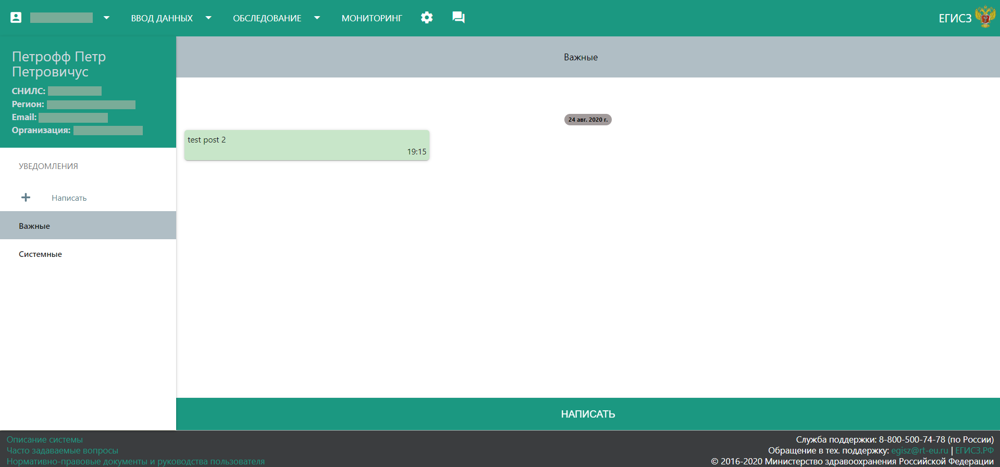 ВВОД ДАННЫХ
ОБСЛЕДОВАНИЕ
МОНИТОРИНГ
ЕГИСЗ
Петрофф Петр
Петровичус
СНИЛС:
Регион:
Email:
Организация:
УВЕДОМЛЕНИЯ
Написать
Важные
Системные
Важные
24 авг. 2020 г.
test post 2
19:15
НАПИСАТЬ
Описание системы
Часто задаваемые вопросы
Нормативно-правовые документы и руководства пользователя
Служба поддержки: 8-800-500-74-78 (по России)
Обращение в тех. поддержку: egisz@rt-eu.ru | ЕГИСЗ.РФ
© 2016-2020 Министерство здравоохранения Российской Федерации